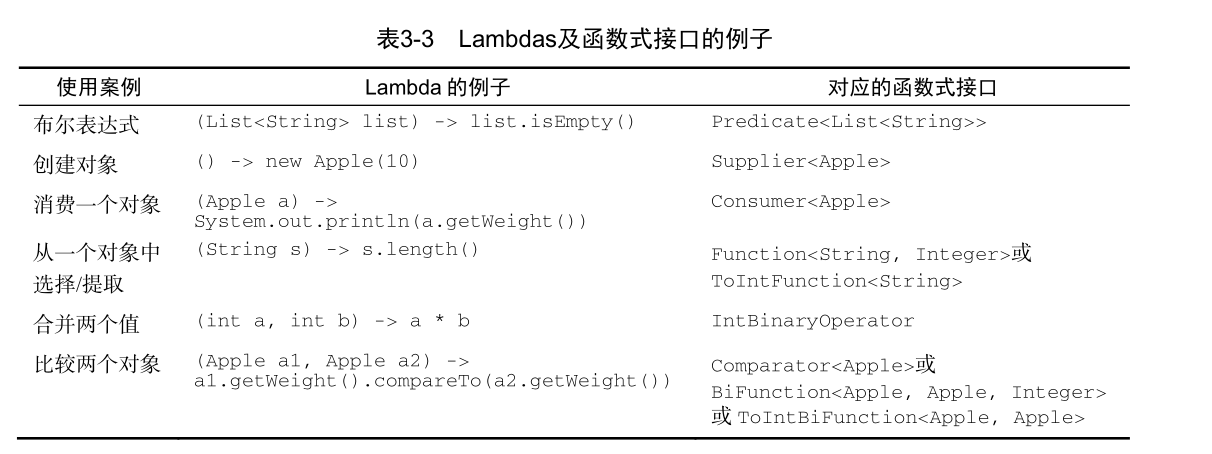 表3-3 Lambdas及函数式接口的例子
使用案例 Lambda 的例子 对应的函数式接口
布尔表达式 (List<String> list) -> list.isEmpty() Predicate<List<String>>
创建对象 () -> new Apple(10) Supplier<Apple>
消费一个对象 (Apple a) -> Consumer<Apple>
System.out.println(a.getWeight())
从一个对象中 (String s) -> s.length() Function<String, Integer>或
选择/提取 ToIntFunction<String>
合并两个值 (int a, int b) -> a * b IntBinaryOperator
比较两个对象 (Apple a1, Apple a2) -> Comparator<Apple>或
a1.getWeight().compareTo(a2.getWeight()) BiFunction<Apple, Apple, Integer>
或 ToIntBiFunction<Apple, Apple>